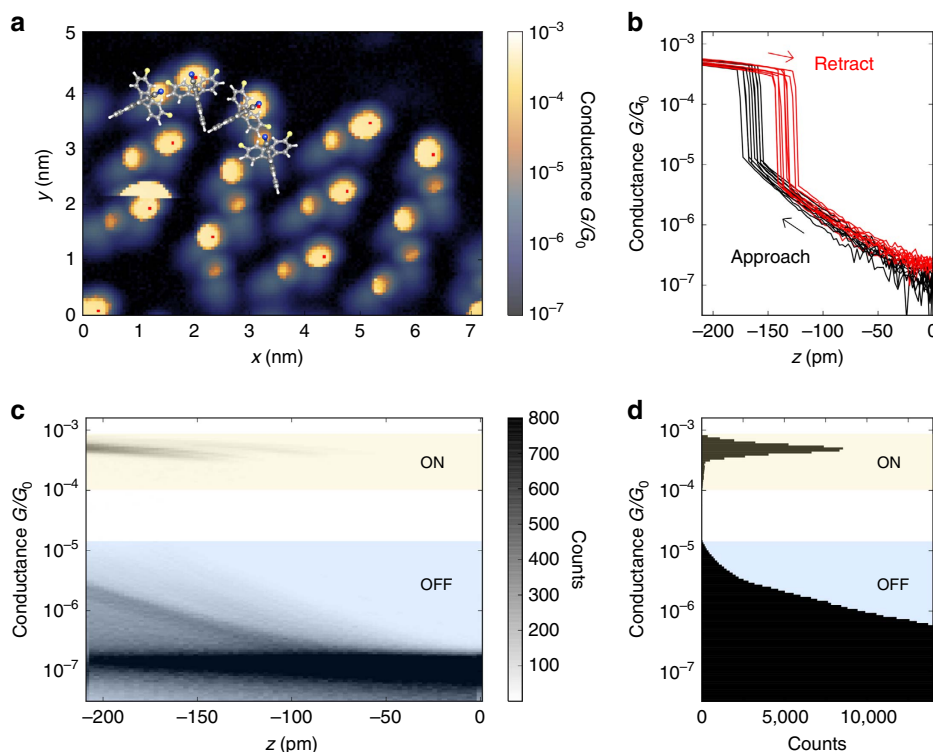 a
5
4
3
2
1
0
0 1 2 3 4 5 6 7
y (nm)
x (nm)
10⁻³
10⁻⁴
10⁻⁵
10⁻⁶
10⁻⁷
Conductance G/G₀
b
10⁻³
10⁻⁴
10⁻⁵
10⁻⁶
10⁻⁷
Conductance G/G₀
Retract
Approach
−200 −150 −100 −50 0
z (pm)
c
10⁻³
10⁻⁴
10⁻⁵
10⁻⁶
10⁻⁷
Conductance G/G₀
ON
OFF
−200 −150 −100 −50 0
z (pm)
800
700
600
500
400
300
200
100
Counts
d
10⁻³
10⁻⁴
10⁻⁵
10⁻⁶
10⁻⁷
Conductance G/G₀
ON
OFF
0 5,000 10,000
Counts